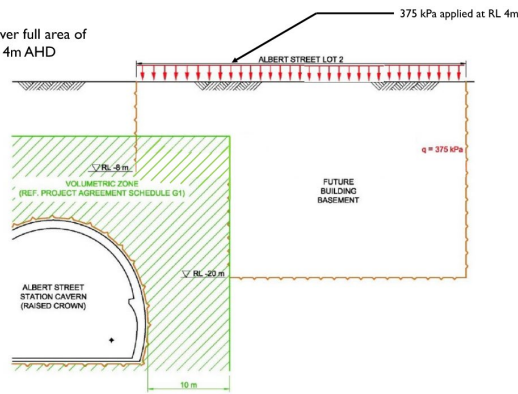 375 kPa applied at RL 4m
ver full area of
4m AHD
ALBERT STREET LOT 2
q = 375 kPa
RL -8 m
VOLUMETRIC ZONE
(REF. PROJECT AGREEMENT SCHEDULE G1)
FUTURE
BUILDING
BASEMENT
RL -20 m
ALBERT STREET
STATION CAVERN
(RAISED CROWN)
10 m